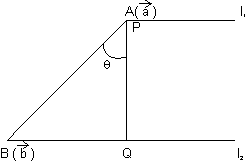 A(a⃗) l₁
P
θ
B(b⃗) Q l₂